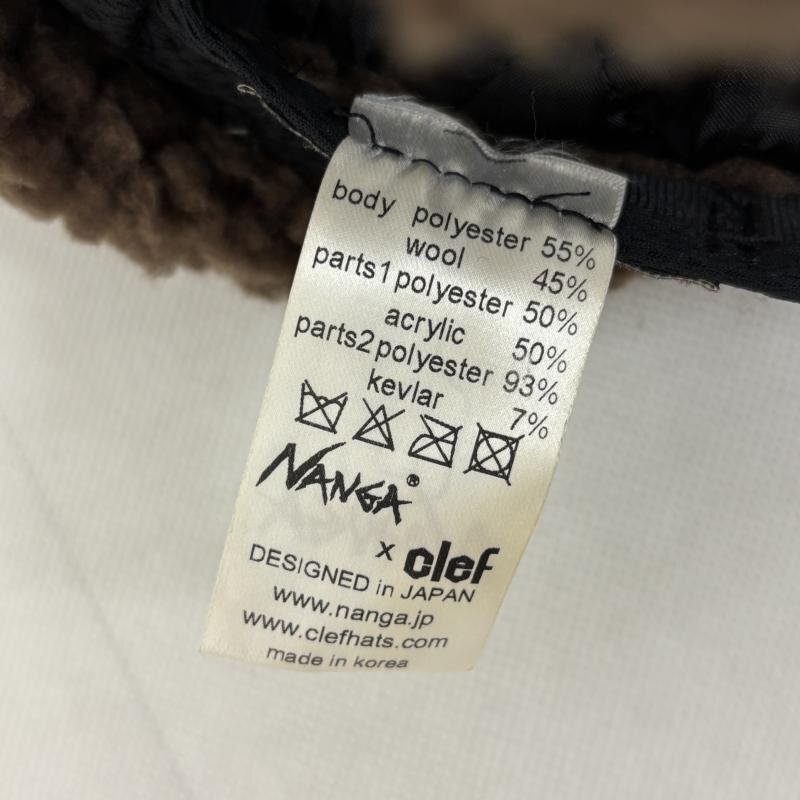 body polyester 55%
wool 45%
parts1 polyester 50%
acrylic 50%
parts2 polyester 93%
kevlar 7%
NANGA®
x clef
DESIGNED in JAPAN
www.nanga.jp
www.clefhats.com
made in korea